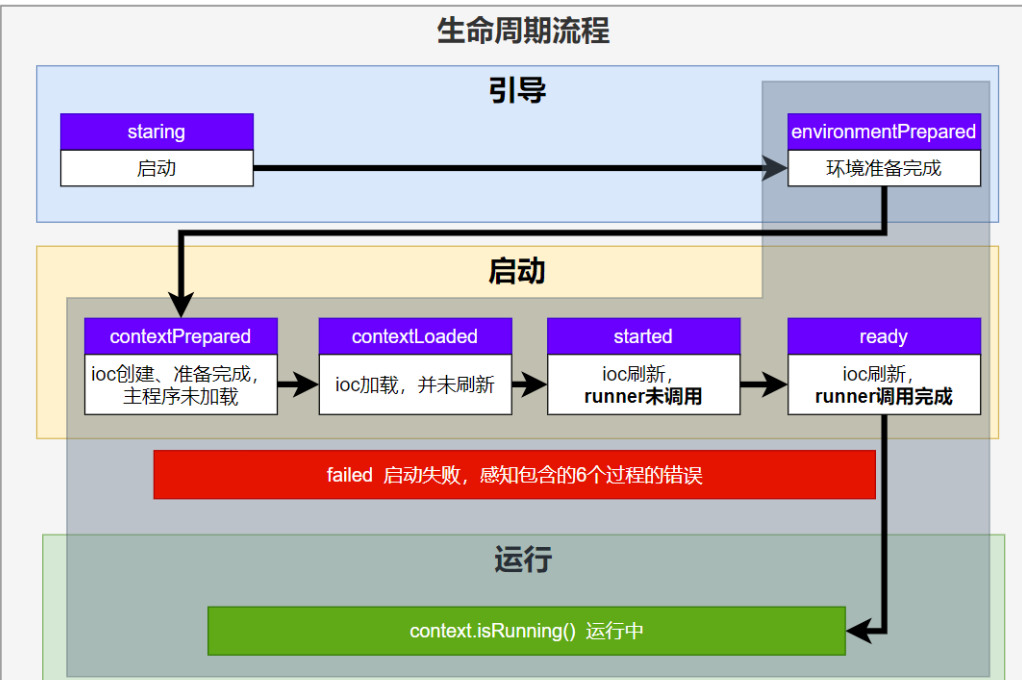 生命周期流程
引导
staring
启动
environmentPrepared
环境准备完成
启动
contextPrepared
ioc创建、准备完成，
主程序未加载
contextLoaded
ioc加载，并未刷新
started
ioc刷新，
runner未调用
ready
ioc刷新，
runner调用完成
failed 启动失败，感知包含的6个过程的错误
运行
context.isRunning() 运行中